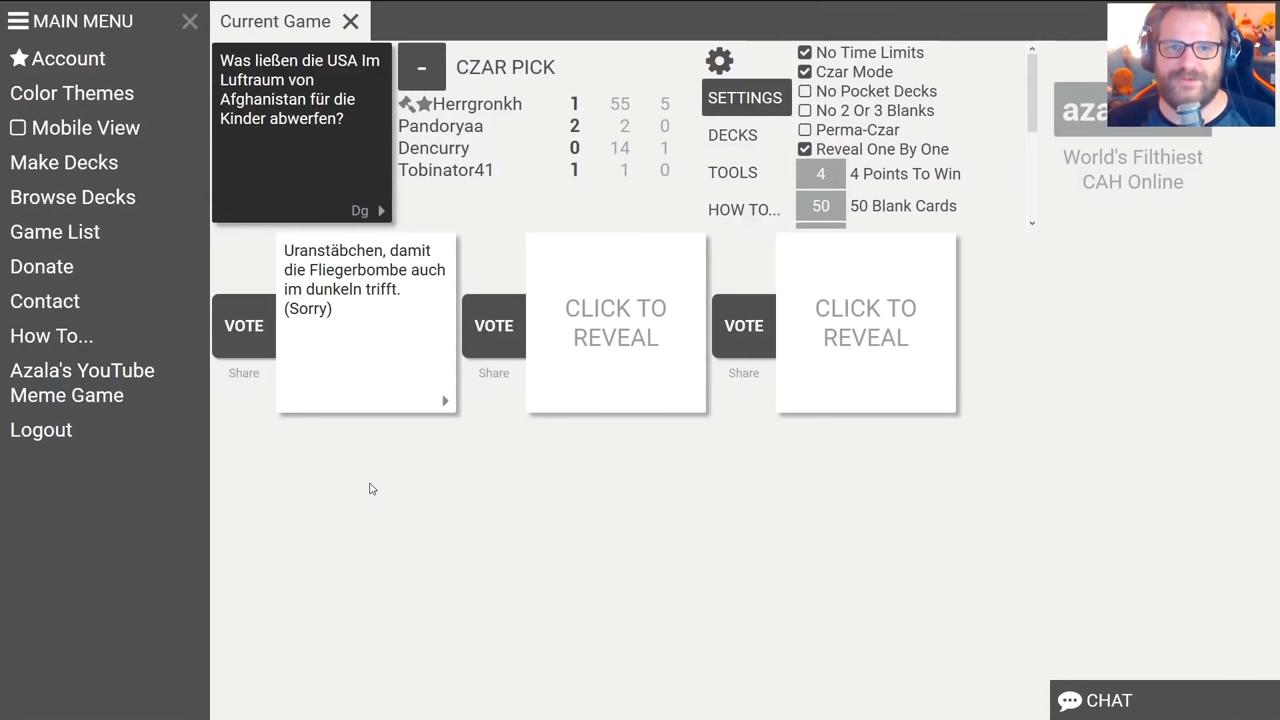 MAIN MENU
Account
Color Themes
Mobile View
Make Decks
Browse Decks
Game List
Donate
Contact
How To...
Azala's YouTube
Meme Game
Logout
Current Game
Was ließen die USA Im
Luftraum von
Afghanistan für die
Kinder abwerfen?
Dg
-
CZAR PICK
Herrgronkh 1 55 5
Pandoryaa 2 2 0
Dencurry 0 14 1
Tobinator41 1 1 0
SETTINGS
DECKS
TOOLS
HOW TO...
No Time Limits
Czar Mode
No Pocket Decks
No 2 Or 3 Blanks
Perma-Czar
Reveal One By One
4 4 Points To Win
50 50 Blank Cards
World's Filthiest
CAH Online
VOTE
Share
Uranstäbchen, damit
die Fliegerbombe auch
im dunkeln trifft.
(Sorry)
VOTE
Share
CLICK TO
REVEAL
VOTE
Share
CLICK TO
REVEAL
CHAT